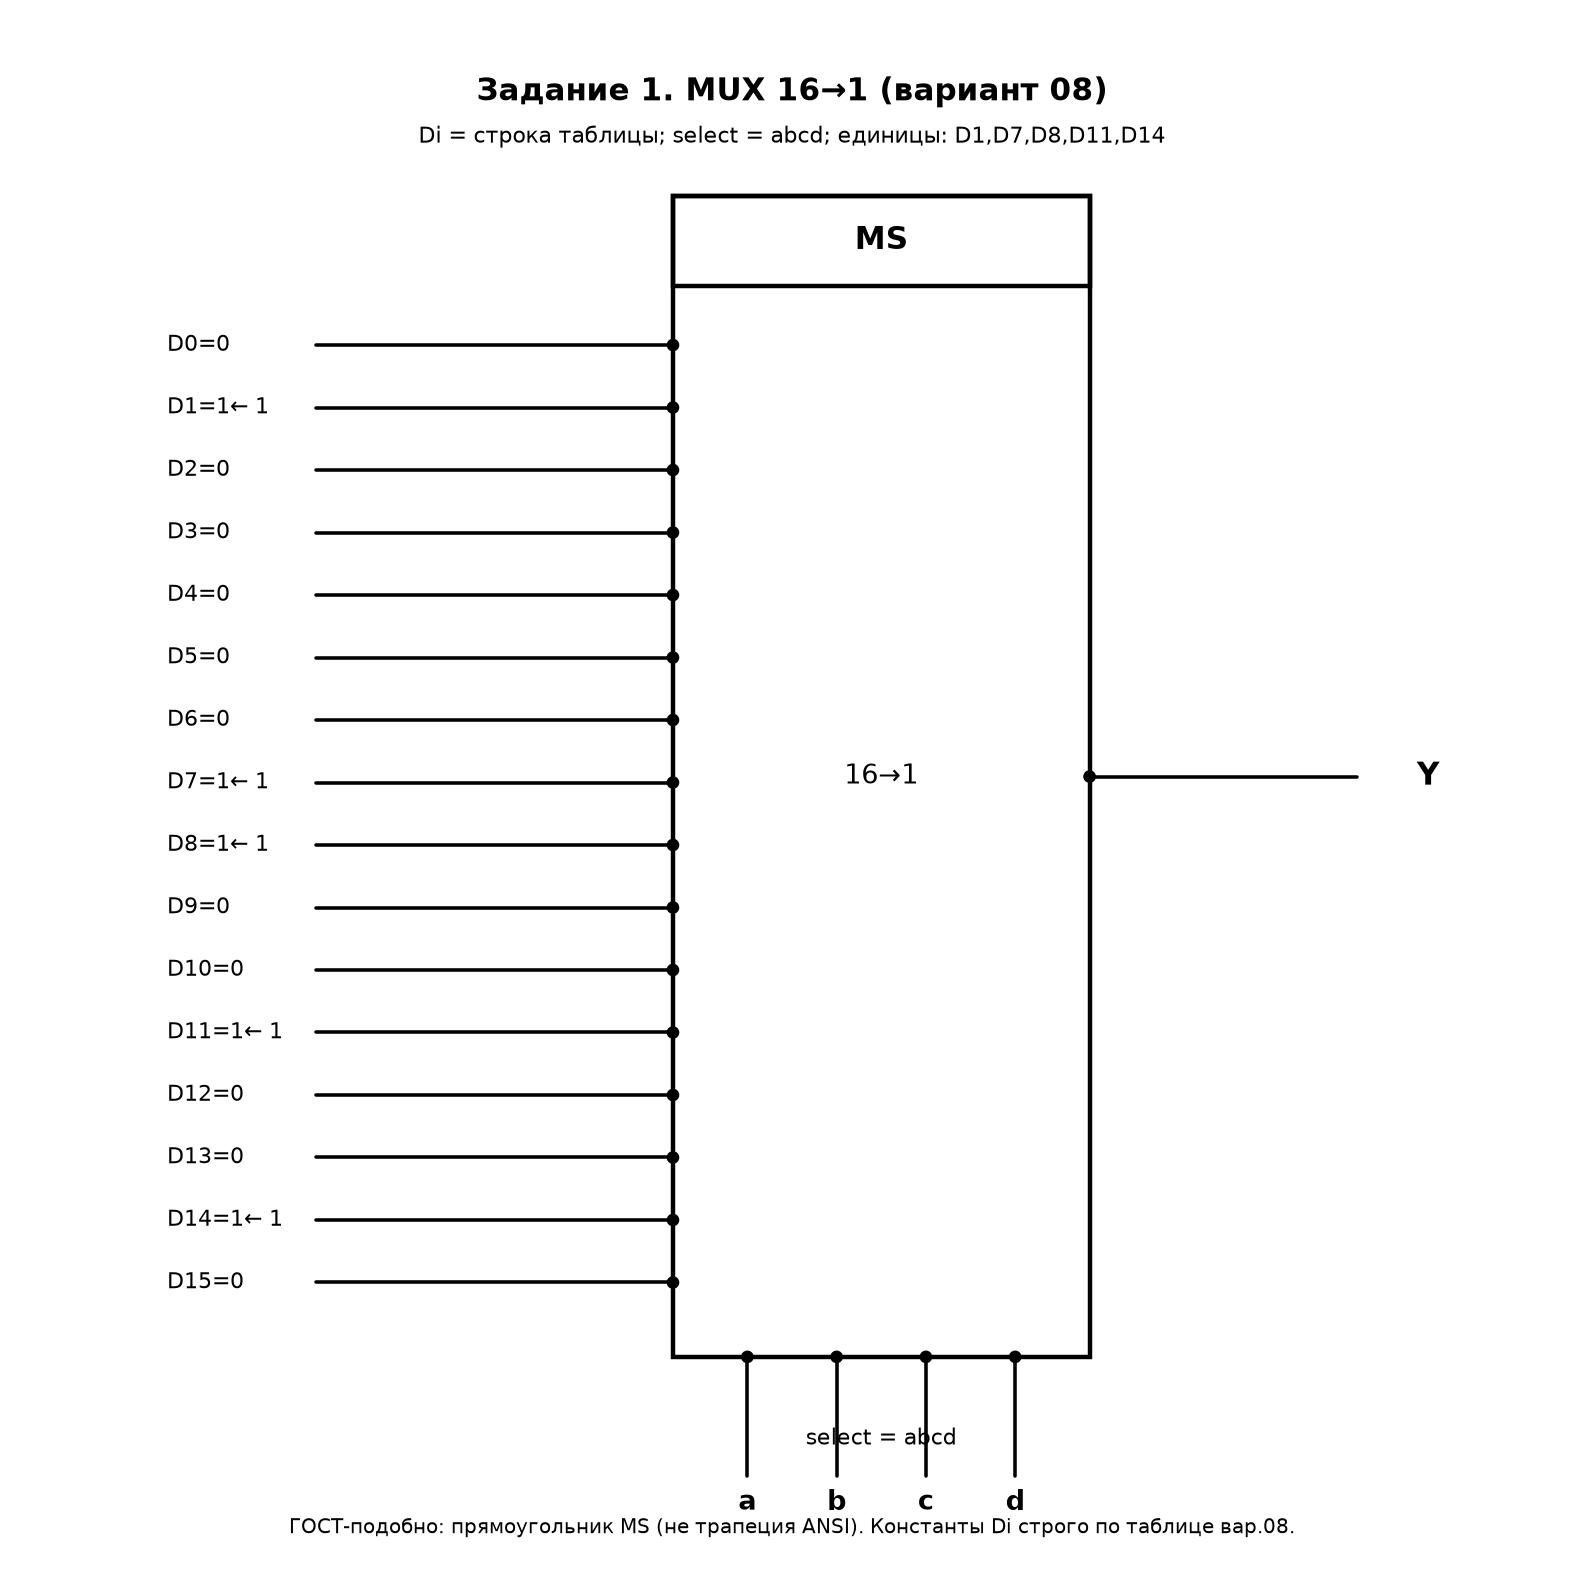 Задание 1. MUX 16→1 (вариант 08)
Di = строка таблицы; select = abcd; единицы: D1,D7,D8,D11,D14
MS
D0=0
D1=1← 1
D2=0
D3=0
D4=0
D5=0
D6=0
D7=1← 1
16→1
Y
D8=1← 1
D9=0
D10=0
D11=1← 1
D12=0
D13=0
D14=1← 1
D15=0
select = abcd
a b c d
ГОСТ-подобно: прямоугольник MS (не трапеция ANSI). Константы Di строго по таблице вар.08.